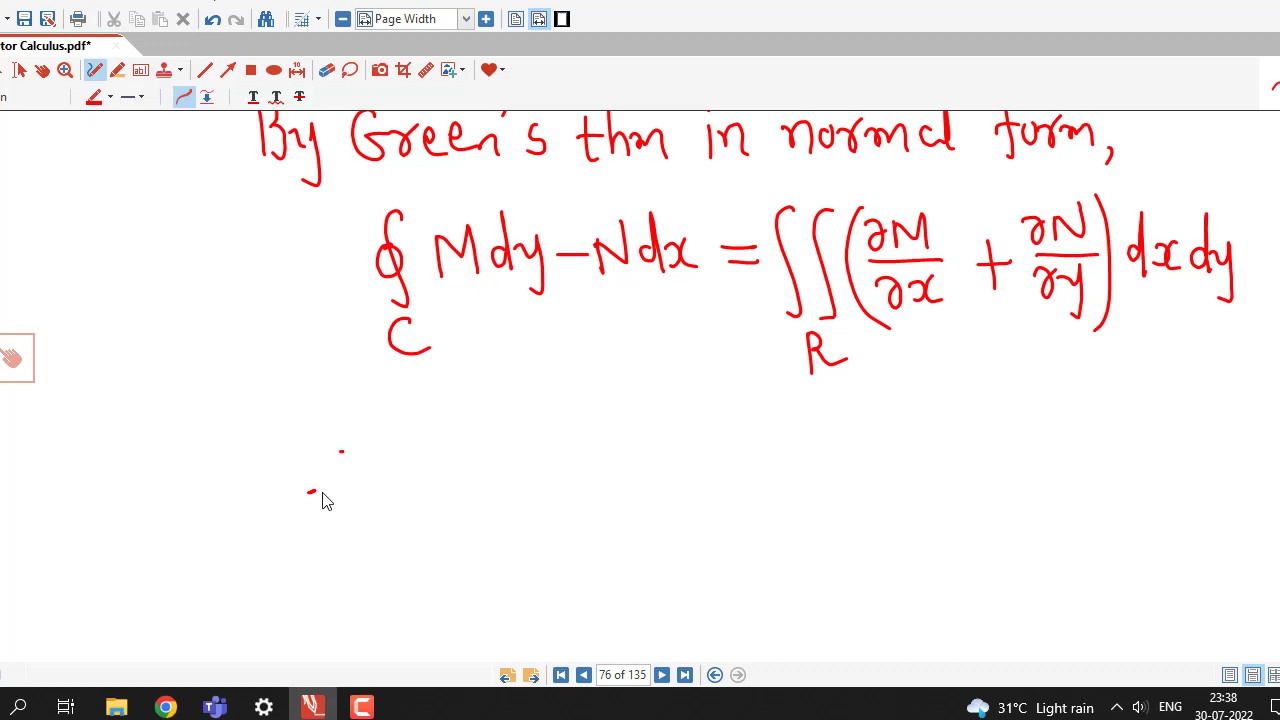 Page Width
tor Calculus.pdf*
n
By Green's thm in normal form,
∮ M dy − N dx = ∬ (∂M/∂x + ∂N/∂y) dx dy
C R
76 of 135
23:38
31°C Light rain ENG
30-07-2022